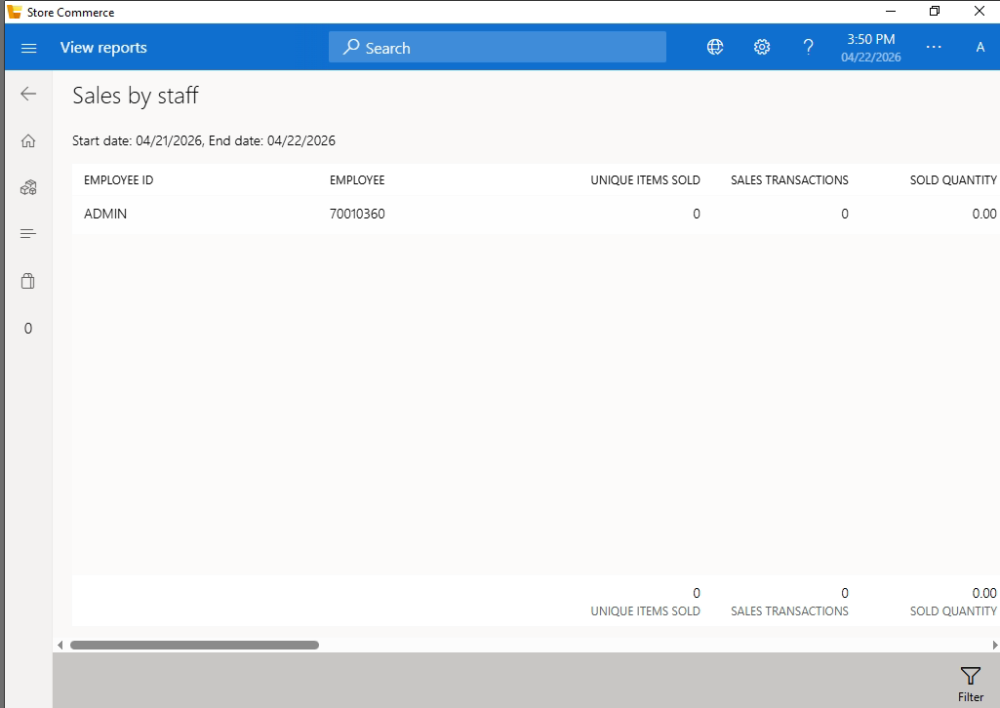 Store Commerce
View reports
Search
?
3:50 PM
04/22/2026
...
A
Sales by staff
Start date: 04/21/2026, End date: 04/22/2026
EMPLOYEE ID EMPLOYEE UNIQUE ITEMS SOLD SALES TRANSACTIONS SOLD QUANTITY
ADMIN 70010360 0 0 0.00
0
0 0 0.00
UNIQUE ITEMS SOLD SALES TRANSACTIONS SOLD QUANTITY
Filter